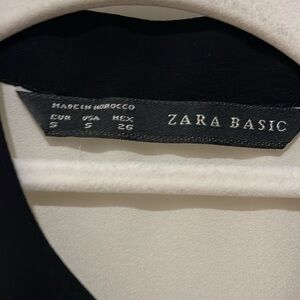 MADE IN MOROCCO
EUR USA MEX
S S 26
ZARA BASIC